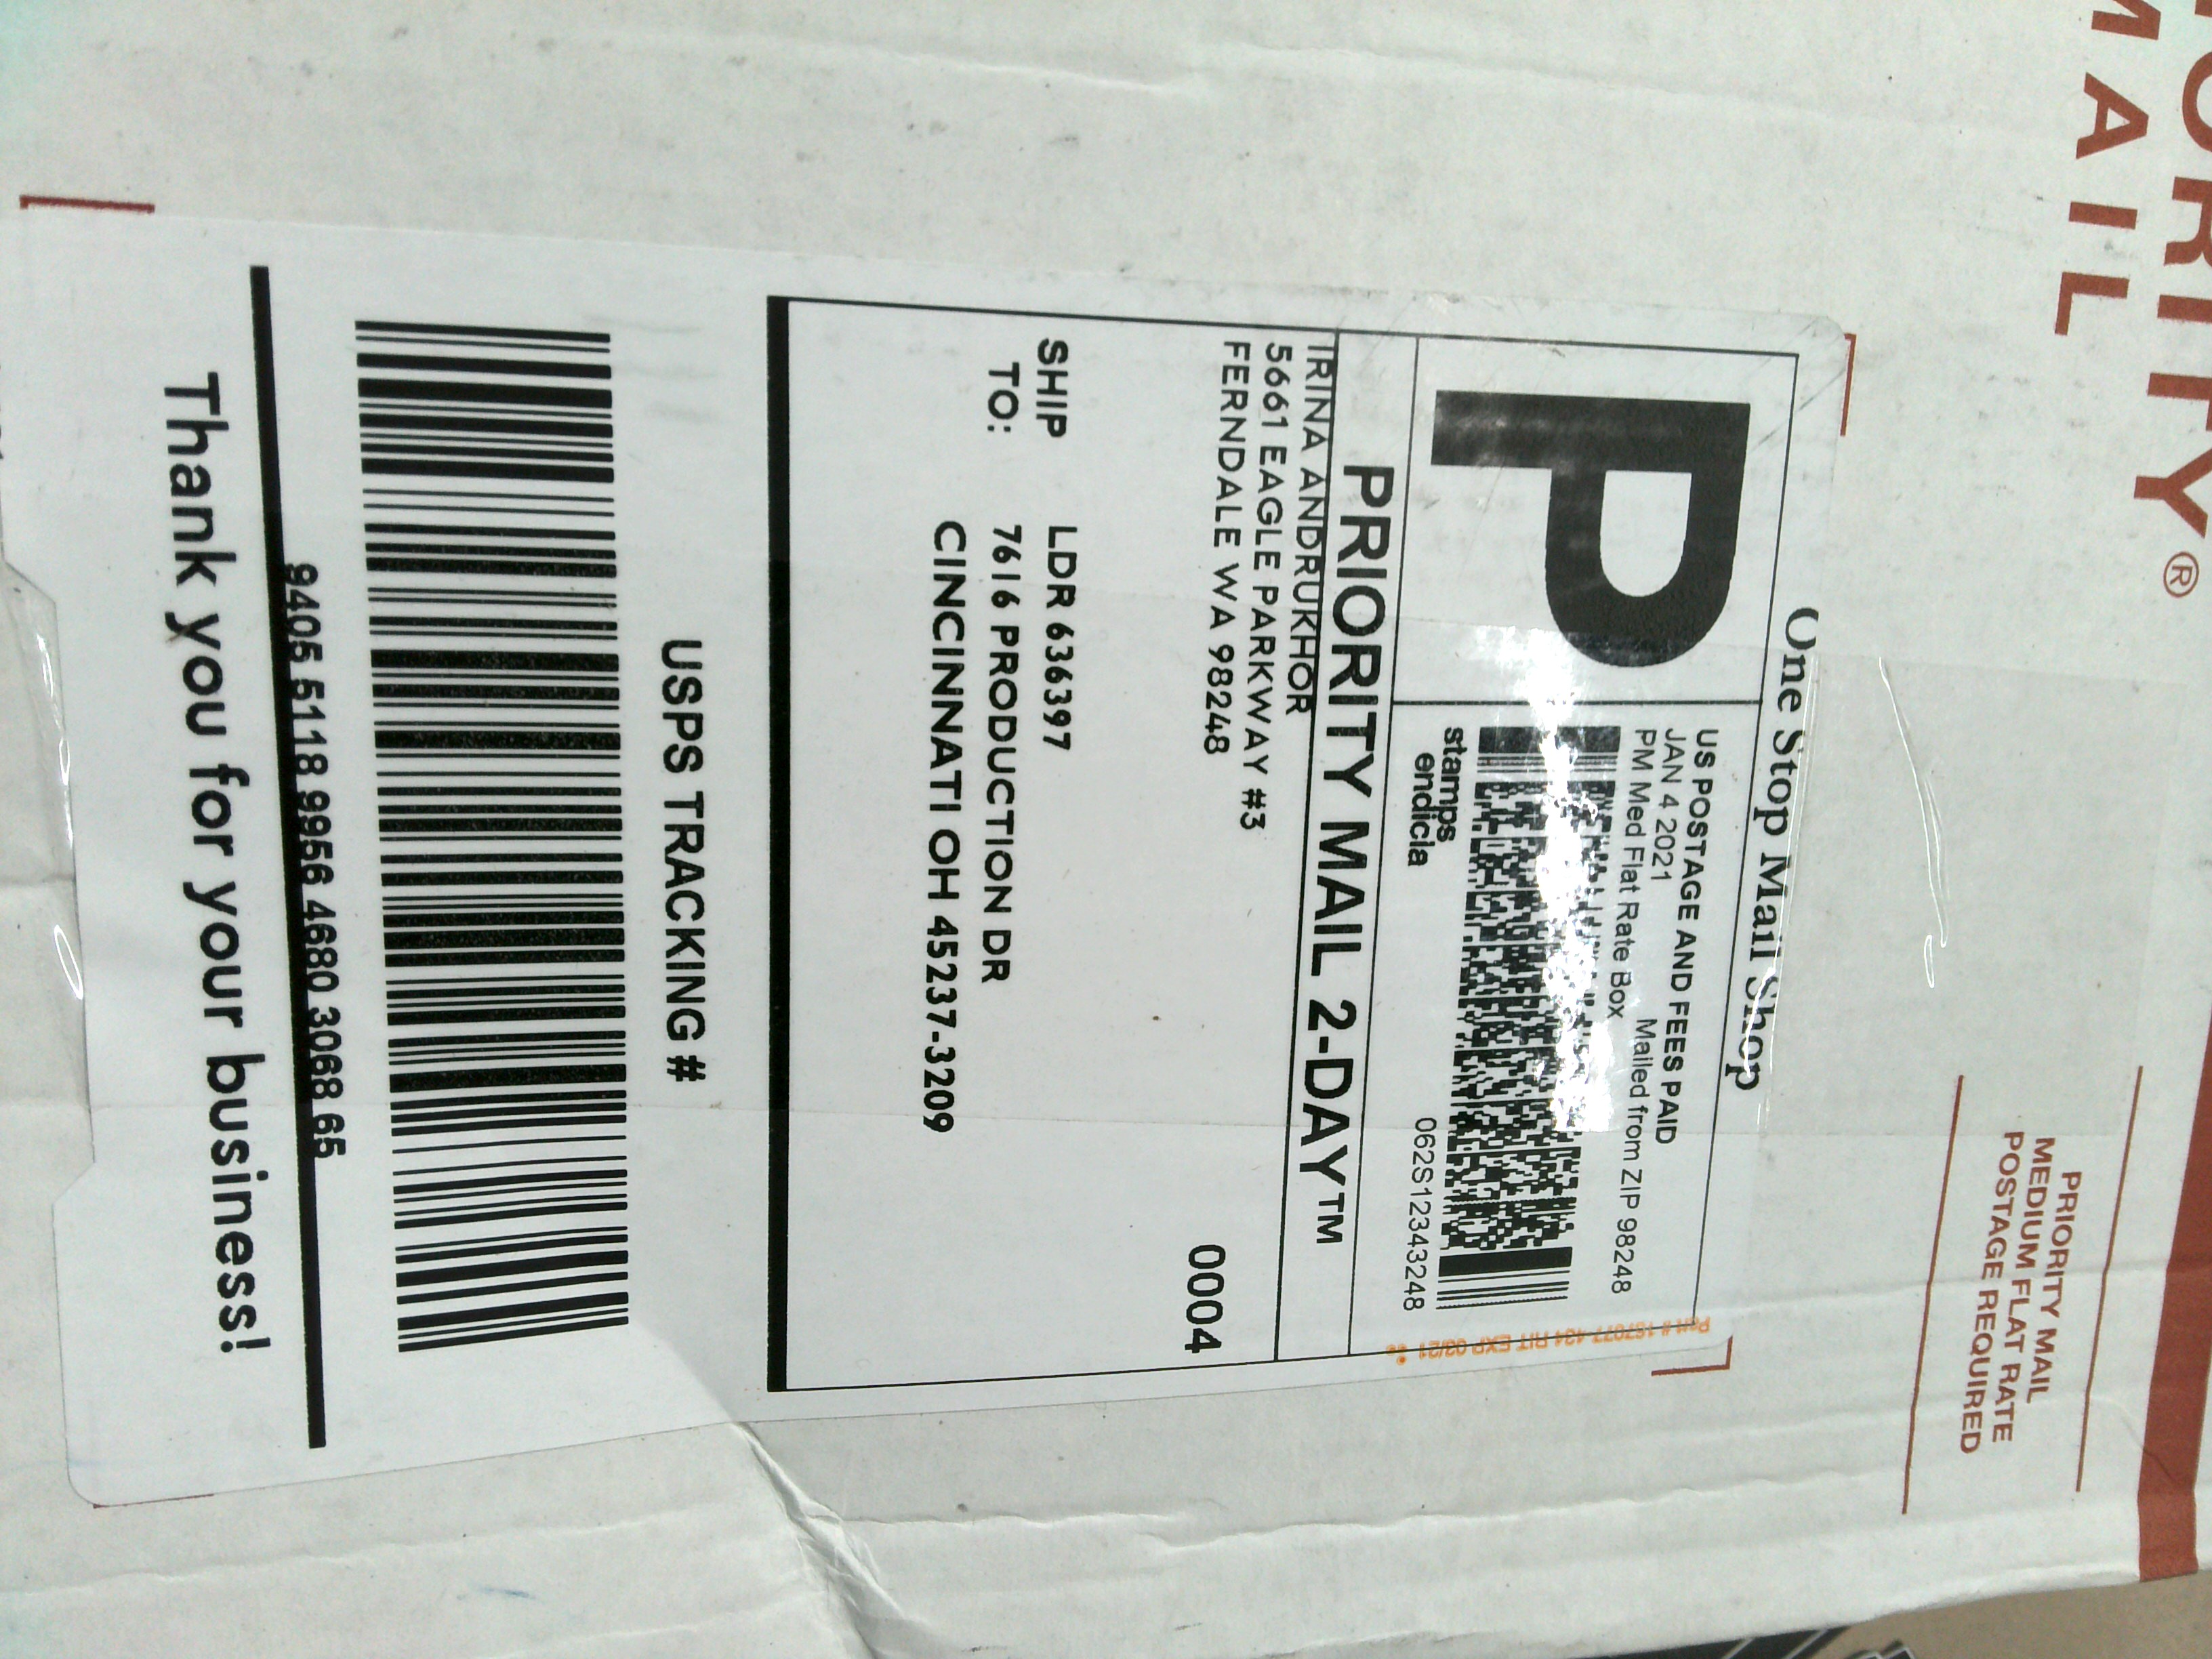 PRIORITY®
MAIL
PRIORITY MAIL
MEDIUM FLAT RATE
POSTAGE REQUIRED
One Stop Mail Shop
P
US POSTAGE AND FEES PAID
JAN 4 2021
PM Med Flat Rate Box
Mailed from ZIP 98248
stamps
endicia
062S12343248
PRIORITY MAIL 2-DAY™
IRINA ANDRUKHOR
5661 EAGLE PARKWAY #3
FERNDALE WA 98248
0004
SHIP TO:
LDR 636397
7616 PRODUCTION DR
CINCINNATI OH 45237-3209
USPS TRACKING #
9405 5118 9956 4680 3068 65
Thank you for your business!